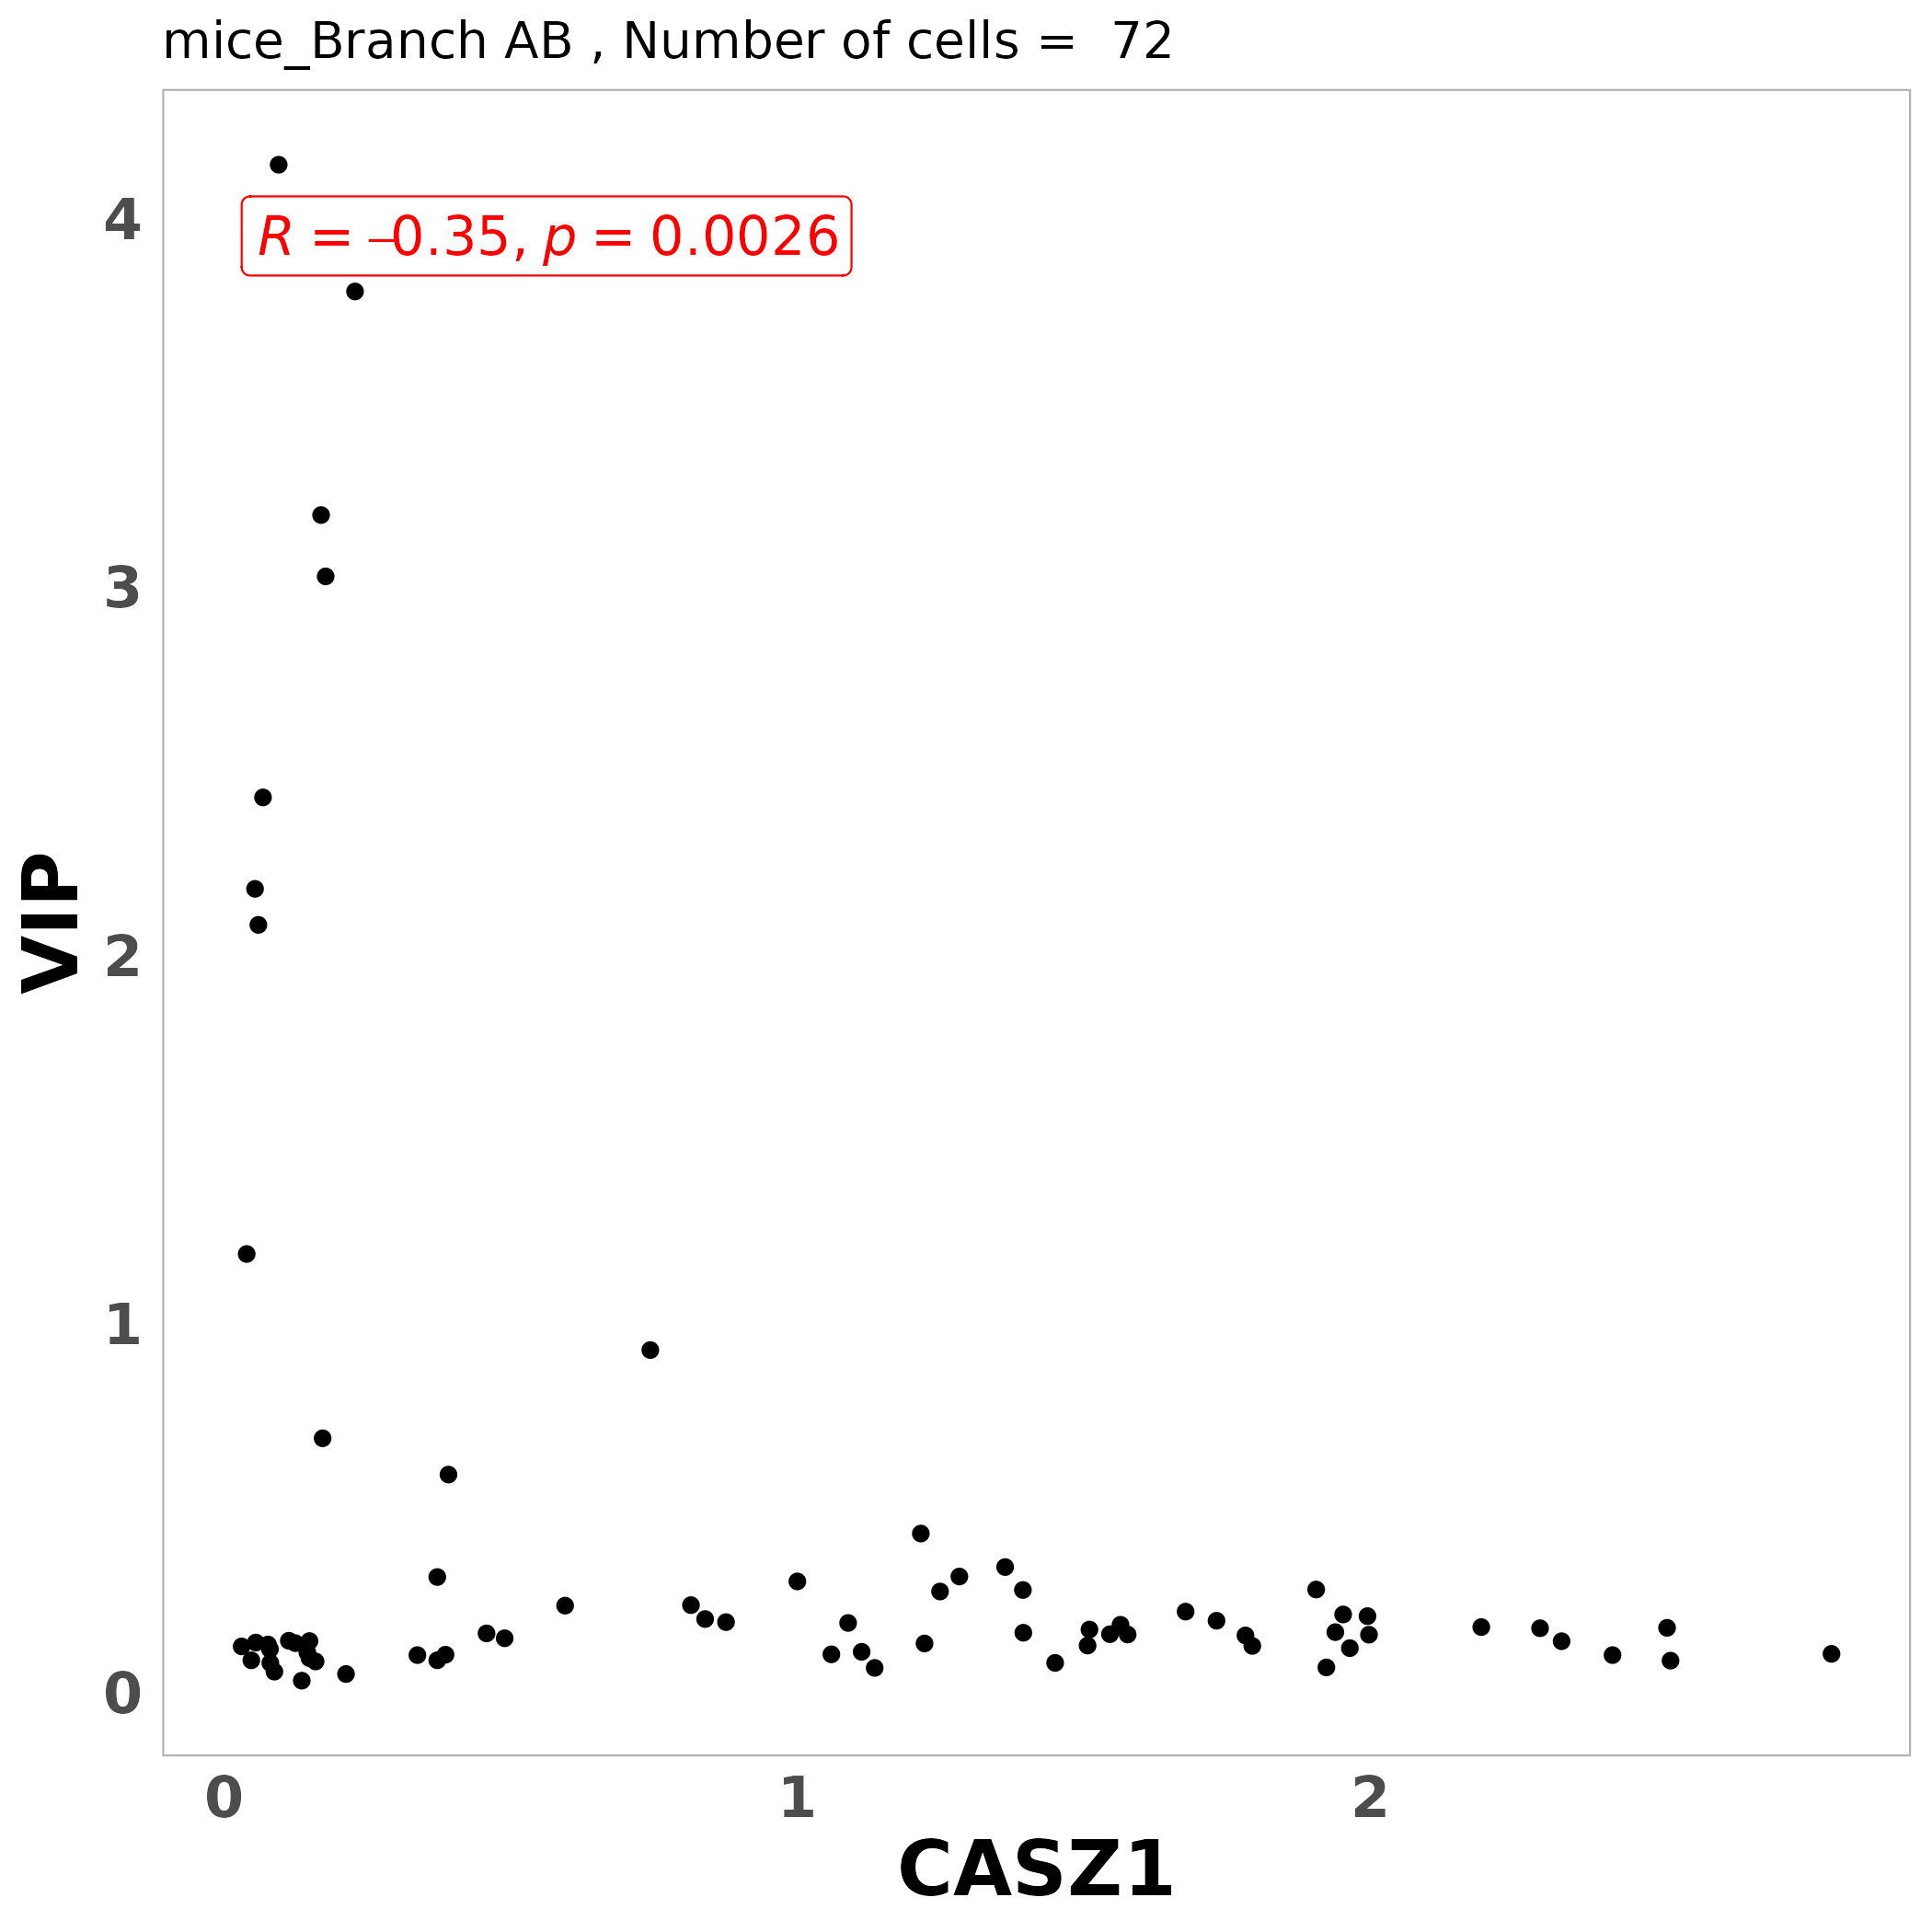 mice_Branch AB , Number of cells =  72
R = –0.35, p = 0.0026
4
3
2
1
0
VIP
0 1 2
CASZ1